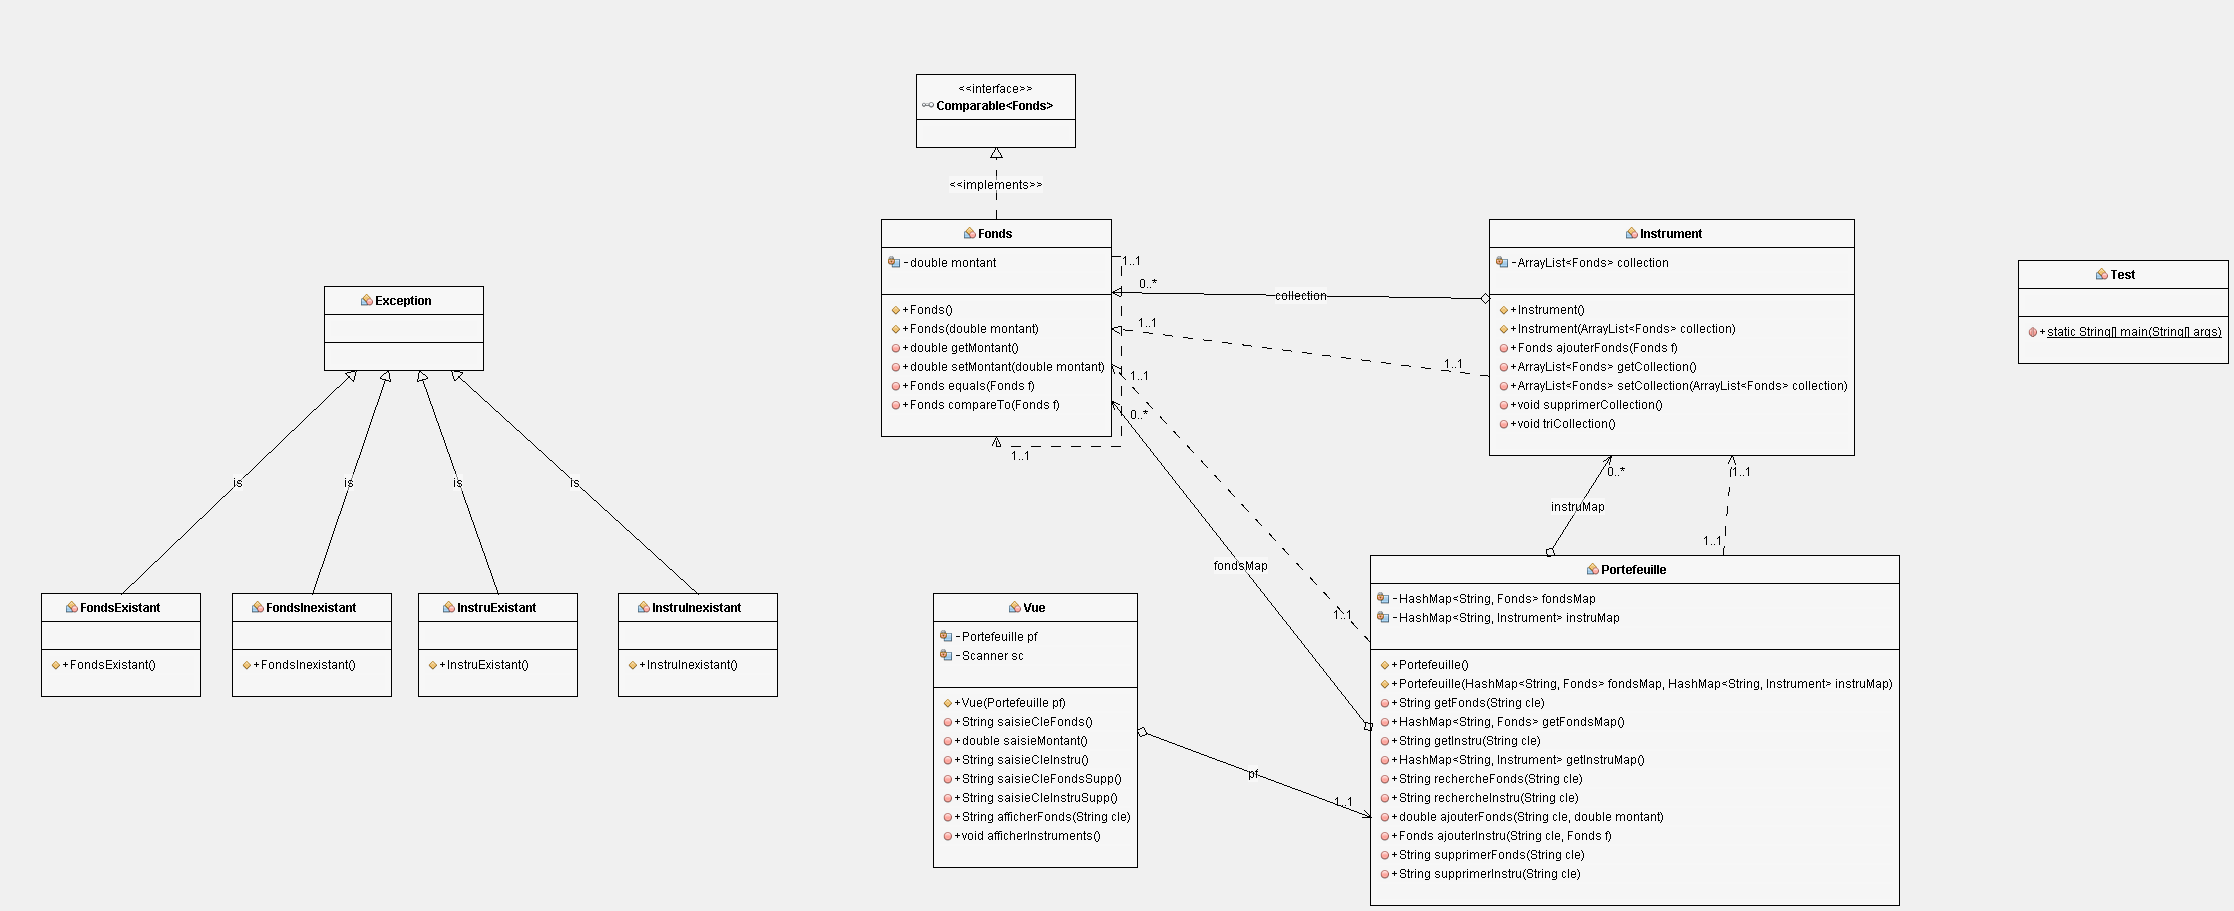 <<interface>>
Comparable<Fonds>
<<implements>>
Fonds
-double montant
+Fonds()
+Fonds(double montant)
+double getMontant()
+double setMontant(double montant)
+Fonds equals(Fonds f)
+Fonds compareTo(Fonds f)
1..1
1..1
0..*
collection
1..1
1..1
1..1
0..*
Instrument
-ArrayList<Fonds> collection
+Instrument()
+Instrument(ArrayList<Fonds> collection)
+Fonds ajouterFonds(Fonds f)
+ArrayList<Fonds> getCollection()
+ArrayList<Fonds> setCollection(ArrayList<Fonds> collection)
+void supprimerCollection()
+void triCollection()
Test
+static String[] main(String[] args)
Exception
is
is
is
is
FondsExistant
+FondsExistant()
FondsInexistant
+FondsInexistant()
InstruExistant
+InstruExistant()
InstruInexistant
+InstruInexistant()
0..*
1..1
instruMap
1..1
fondsMap
1..1
Vue
-Portefeuille pf
-Scanner sc
+Vue(Portefeuille pf)
+String saisieCleFonds()
+double saisieMontant()
+String saisieCleInstru()
+String saisieCleFondsSupp()
+String saisieCleInstruSupp()
+String afficherFonds(String cle)
+void afficherInstruments()
pf
1..1
Portefeuille
-HashMap<String, Fonds> fondsMap
-HashMap<String, Instrument> instruMap
+Portefeuille()
+Portefeuille(HashMap<String, Fonds> fondsMap, HashMap<String, Instrument> instruMap)
+String getFonds(String cle)
+HashMap<String, Fonds> getFondsMap()
+String getInstru(String cle)
+HashMap<String, Instrument> getInstruMap()
+String rechercheFonds(String cle)
+String rechercheInstru(String cle)
+double ajouterFonds(String cle, double montant)
+Fonds ajouterInstru(String cle, Fonds f)
+String supprimerFonds(String cle)
+String supprimerInstru(String cle)